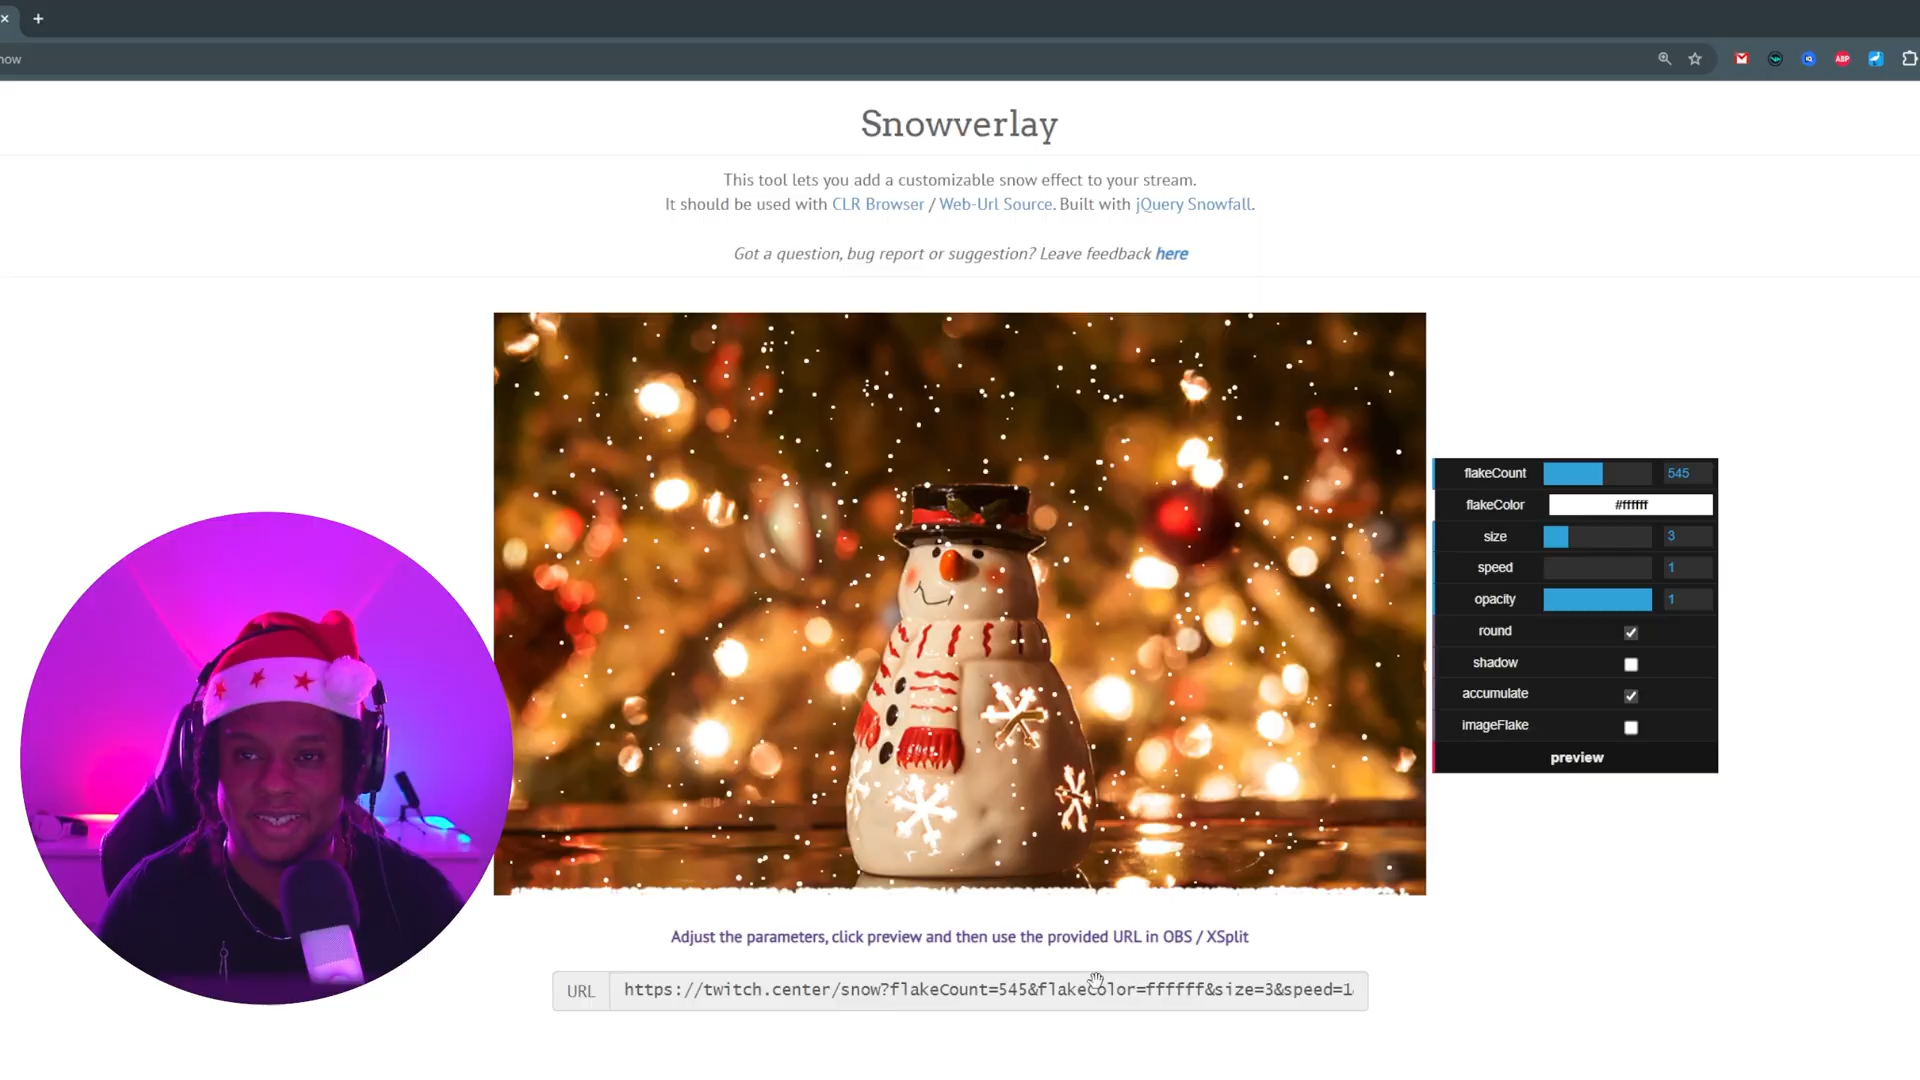 now
ABP
Snowverlay
This tool lets you add a customizable snow effect to your stream.
It should be used with CLR Browser / Web-Url Source. Built with jQuery Snowfall.
Got a question, bug report or suggestion? Leave feedback here
flakeCount 545
flakeColor #ffffff
size 3
speed 1
opacity 1
round
shadow
accumulate
imageFlake
preview
Adjust the parameters, click preview and then use the provided URL in OBS / XSplit
URL https://twitch.center/snow?flakeCount=545&flakeColor=ffffff&size=3&speed=1